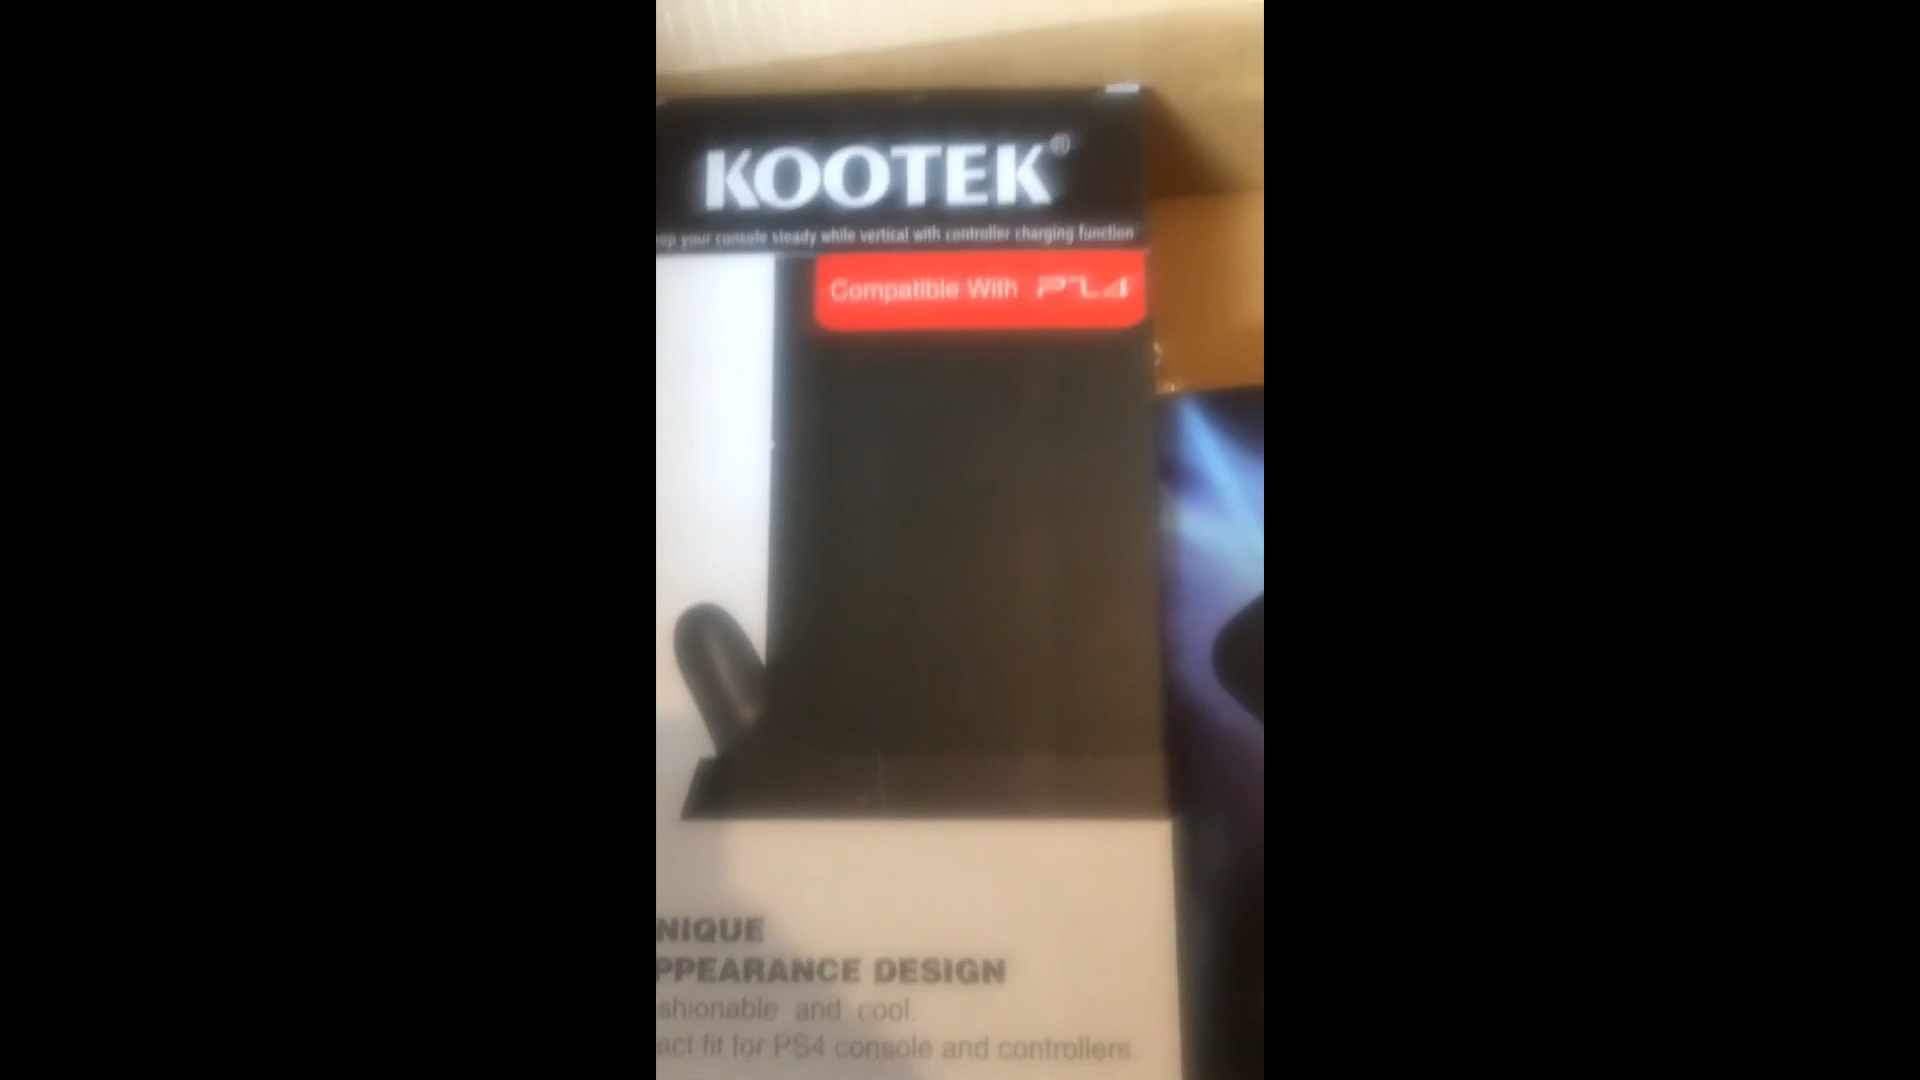 KOOTEK®
ep your console steady while vertical with controller charging function
Compatible With PS4
NIQUE
PPEARANCE DESIGN
shionable and cool.
act fit for PS4 console and controllers.